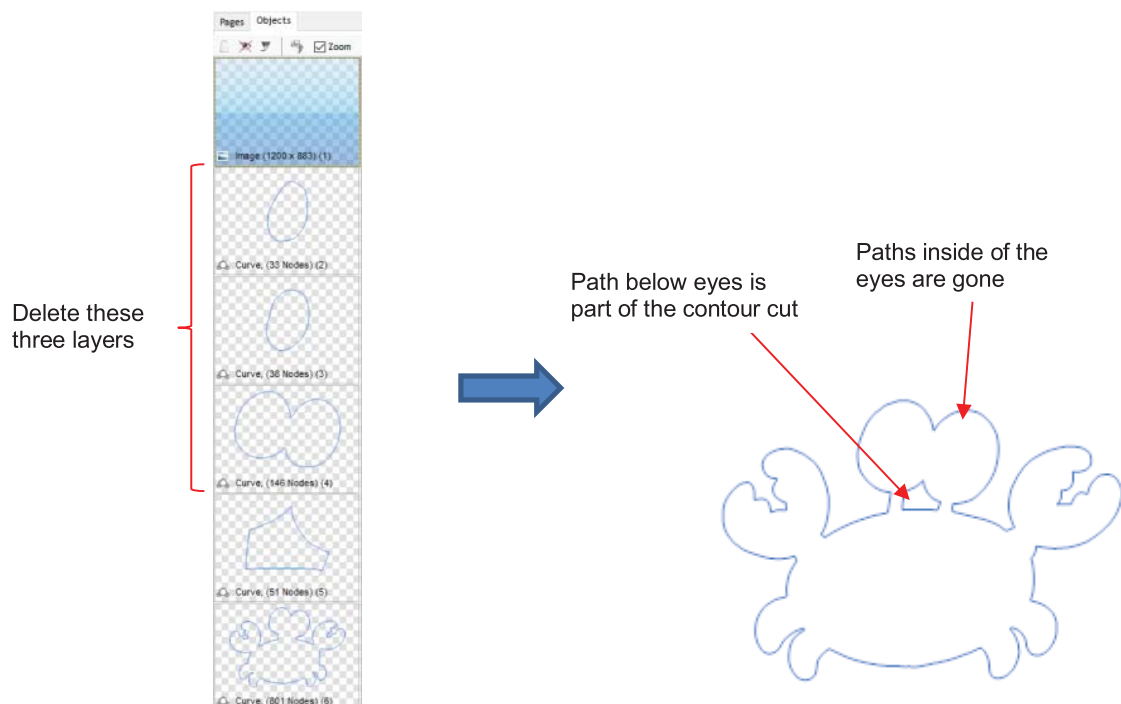 Pages Objects
Zoom
Image (1200 x 883) (1)
Curve, (33 Nodes) (2)
Curve, (38 Nodes) (3)
Curve, (146 Nodes) (4)
Curve, (51 Nodes) (5)
Curve, (801 Nodes) (6)
Delete these
three layers
Path below eyes is
part of the contour cut
Paths inside of the
eyes are gone